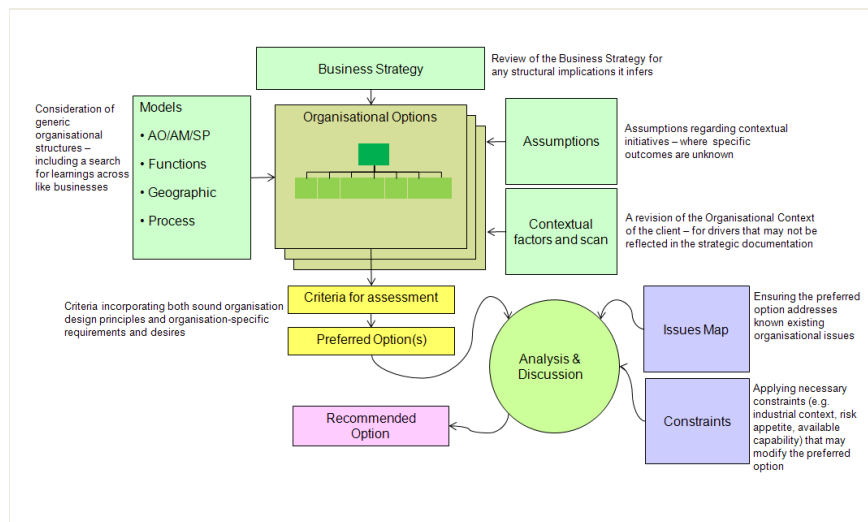 Business Strategy
Review of the Business Strategy for
any structural implications it infers
Consideration of
generic
organisational
structures –
including a search
for learnings across
like businesses
Models
• AO/AM/SP
• Functions
• Geographic
• Process
Organisational Options
Assumptions
Assumptions regarding contextual
initiatives – where specific
outcomes are unknown
Contextual
factors and scan
A revision of the Organisational Context
of the client – for drivers that may not be
reflected in the strategic documentation
Criteria incorporating both sound organisation
design principles and organisation-specific
requirements and desires
Criteria for assessment
Preferred Option(s)
Analysis &
Discussion
Issues Map
Ensuring the preferred
option addresses
known existing
organisational issues
Recommended
Option
Constraints
Applying necessary
constraints (e.g.
industrial context, risk
appetite, available
capability) that may
modify the preferred
option